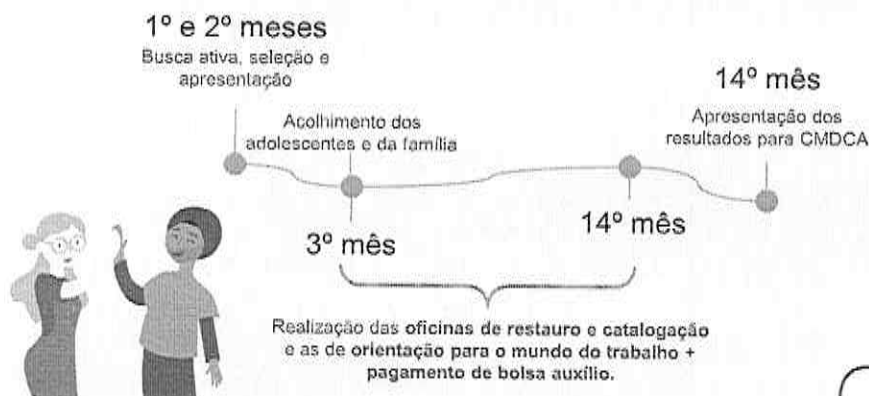 1º e 2º meses
Busca ativa, seleção e
apresentação
Acolhimento dos
adolescentes e da família
3º mês
14º mês
14º mês
Apresentação dos
resultados para CMDCA
Realização das oficinas de restauro e catalogação
e as de orientação para o mundo do trabalho +
pagamento de bolsa auxílio.